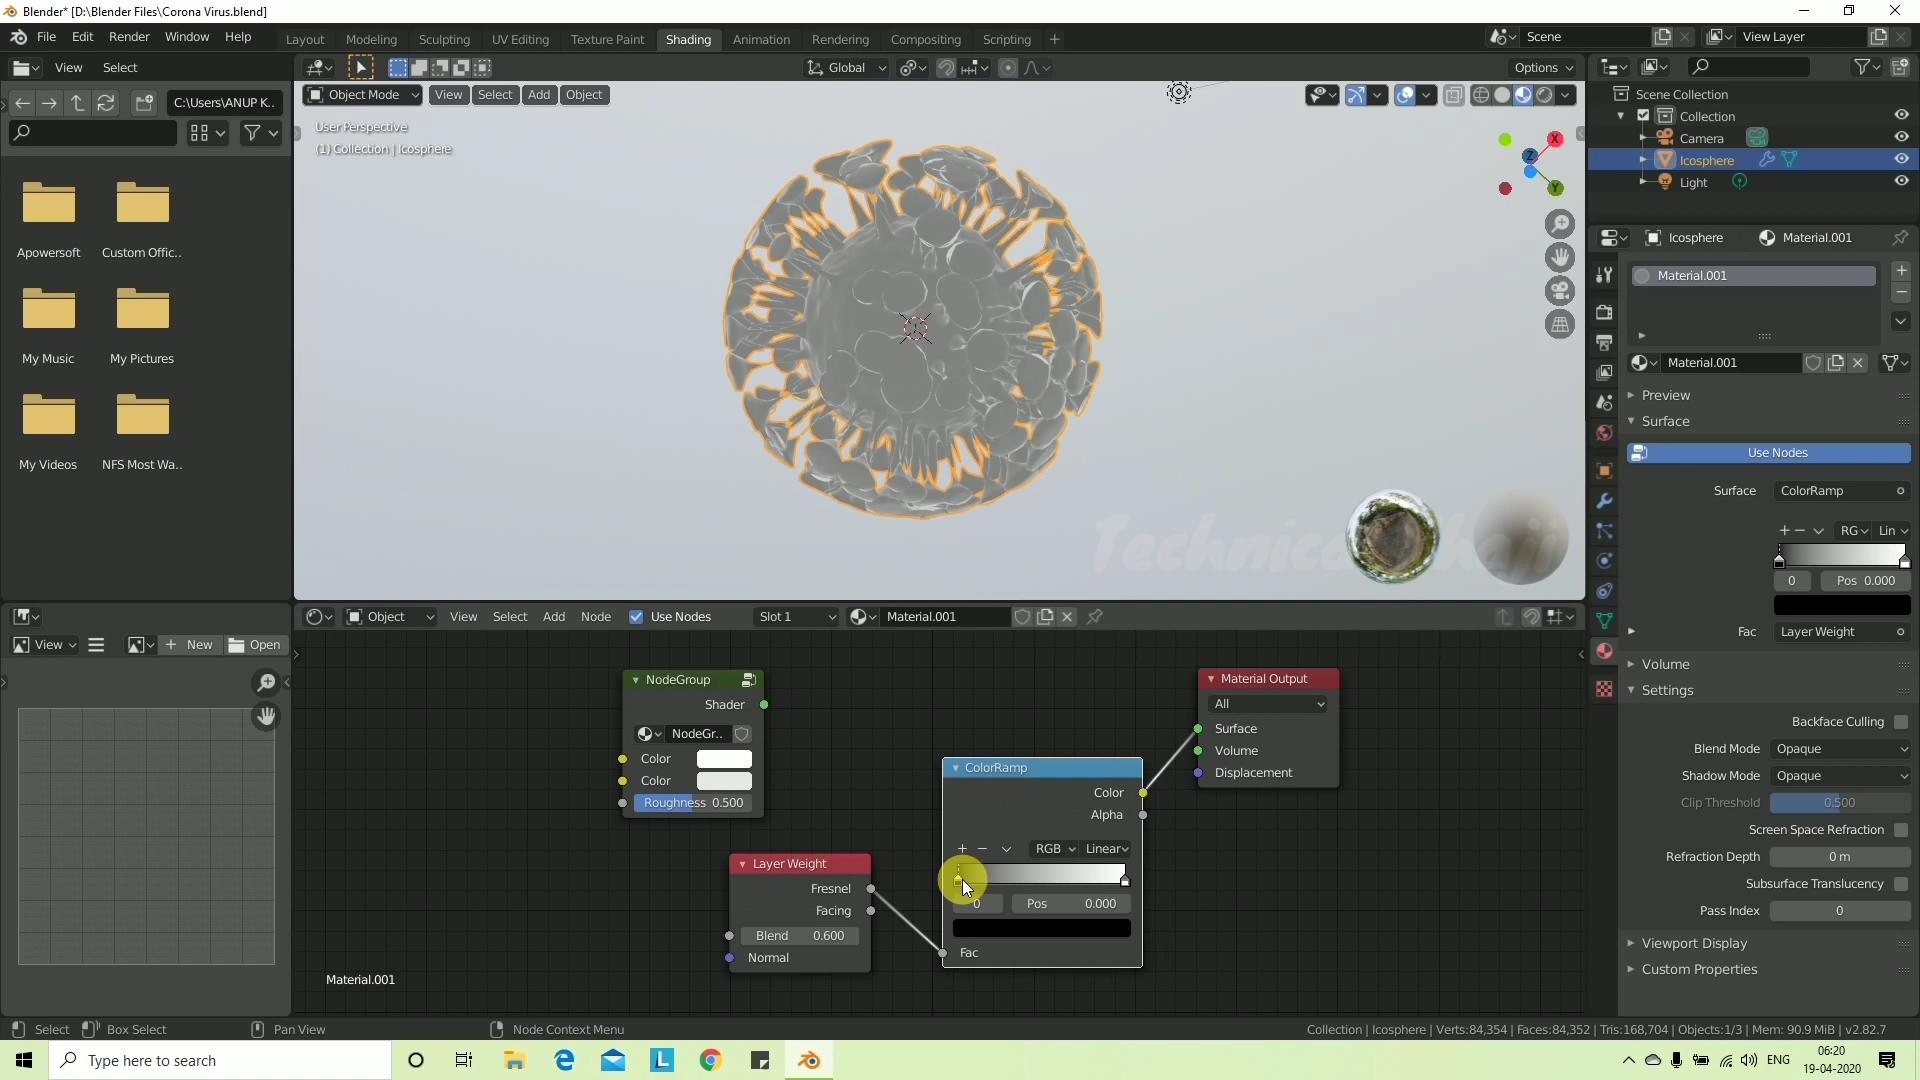 Blender* [D:\Blender Files\Corona Virus.blend]
File Edit Render Window Help
Layout Modeling Sculpting UV Editing Texture Paint Shading Animation Rendering Compositing Scripting +
Scene
View Layer
View Select
Global
Options
C:\Users\ANUP K..
Object Mode View Select Add Object
User Perspective
(1) Collection | Icosphere
X
Z
Y
Apowersoft
Custom Offic..
My Music
My Pictures
My Videos
NFS Most Wa..
Scene Collection
Collection
Camera
Icosphere
Light
Icosphere Material.001
Material.001
Material.001
Preview
Surface
Use Nodes
Surface ColorRamp
RG Lin
0 Pos 0.000
Fac Layer Weight
Volume
Settings
Backface Culling
Blend Mode Opaque
Shadow Mode Opaque
Clip Threshold 0.500
Screen Space Refraction
Refraction Depth 0 m
Subsurface Translucency
Pass Index 0
Viewport Display
Custom Properties
View New Open
Object View Select Add Node Use Nodes Slot 1 Material.001
NodeGroup
Shader
NodeGr..
Color
Color
Roughness 0.500
Layer Weight
Fresnel
Facing
Blend 0.600
Normal
ColorRamp
Color
Alpha
RGB Linear
0 Pos 0.000
Fac
Material Output
All
Surface
Volume
Displacement
Material.001
Select Box Select Pan View Node Context Menu
Collection | Icosphere | Verts:84,354 | Faces:84,352 | Tris:168,704 | Objects:1/3 | Mem: 90.9 MiB | v2.82.7
Type here to search
ENG
06:20
19-04-2020